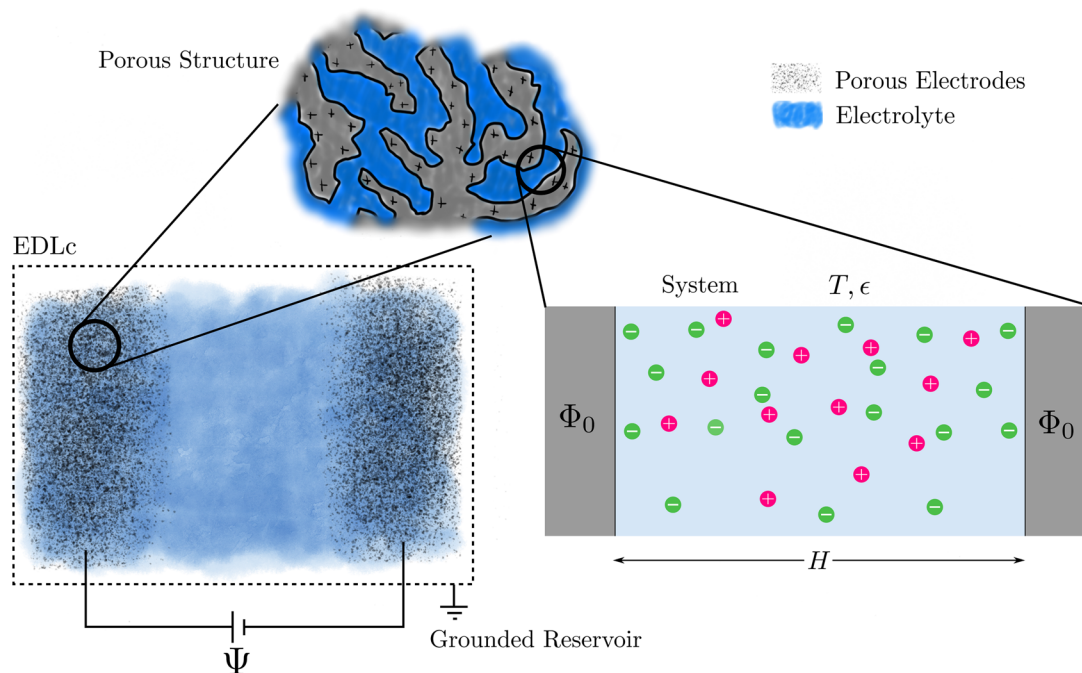 Porous Structure
Porous Electrodes
Electrolyte
EDLc
System
T, ϵ
Φ₀
Φ₀
H
Grounded Reservoir
Ψ